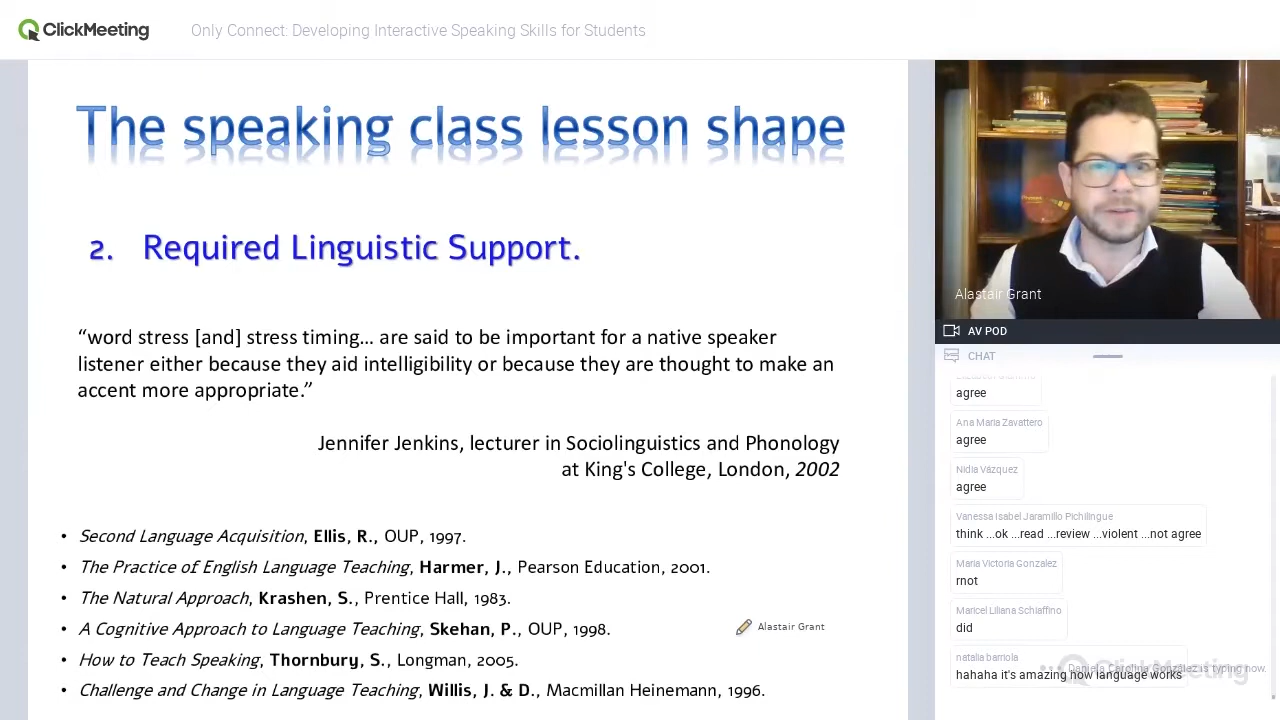 ClickMeeting
Only Connect: Developing Interactive Speaking Skills for Students
The speaking class lesson shape
2. Required Linguistic Support.
“word stress [and] stress timing... are said to be important for a native speaker
listener either because they aid intelligibility or because they are thought to make an
accent more appropriate.”
Jennifer Jenkins, lecturer in Sociolinguistics and Phonology
at King's College, London, 2002
• Second Language Acquisition, Ellis, R., OUP, 1997.
• The Practice of English Language Teaching, Harmer, J., Pearson Education, 2001.
• The Natural Approach, Krashen, S., Prentice Hall, 1983.
• A Cognitive Approach to Language Teaching, Skehan, P., OUP, 1998.
• How to Teach Speaking, Thornbury, S., Longman, 2005.
• Challenge and Change in Language Teaching, Willis, J. & D., Macmillan Heinemann, 1996.
Alastair Grant
Alastair Grant
AV POD
CHAT
agree
Ana Maria Zavattero
agree
Nidia Vázquez
agree
Vanessa Isabel Jaramillo Pichilingue
think ...ok ...read ...review ...violent ...not agree
Maria Victoria Gonzalez
rnot
Maricel Liliana Schiaffino
did
natalia barriola
Daniela Carolina González is typing now.
hahaha it's amazing how language works
ClickMeeting